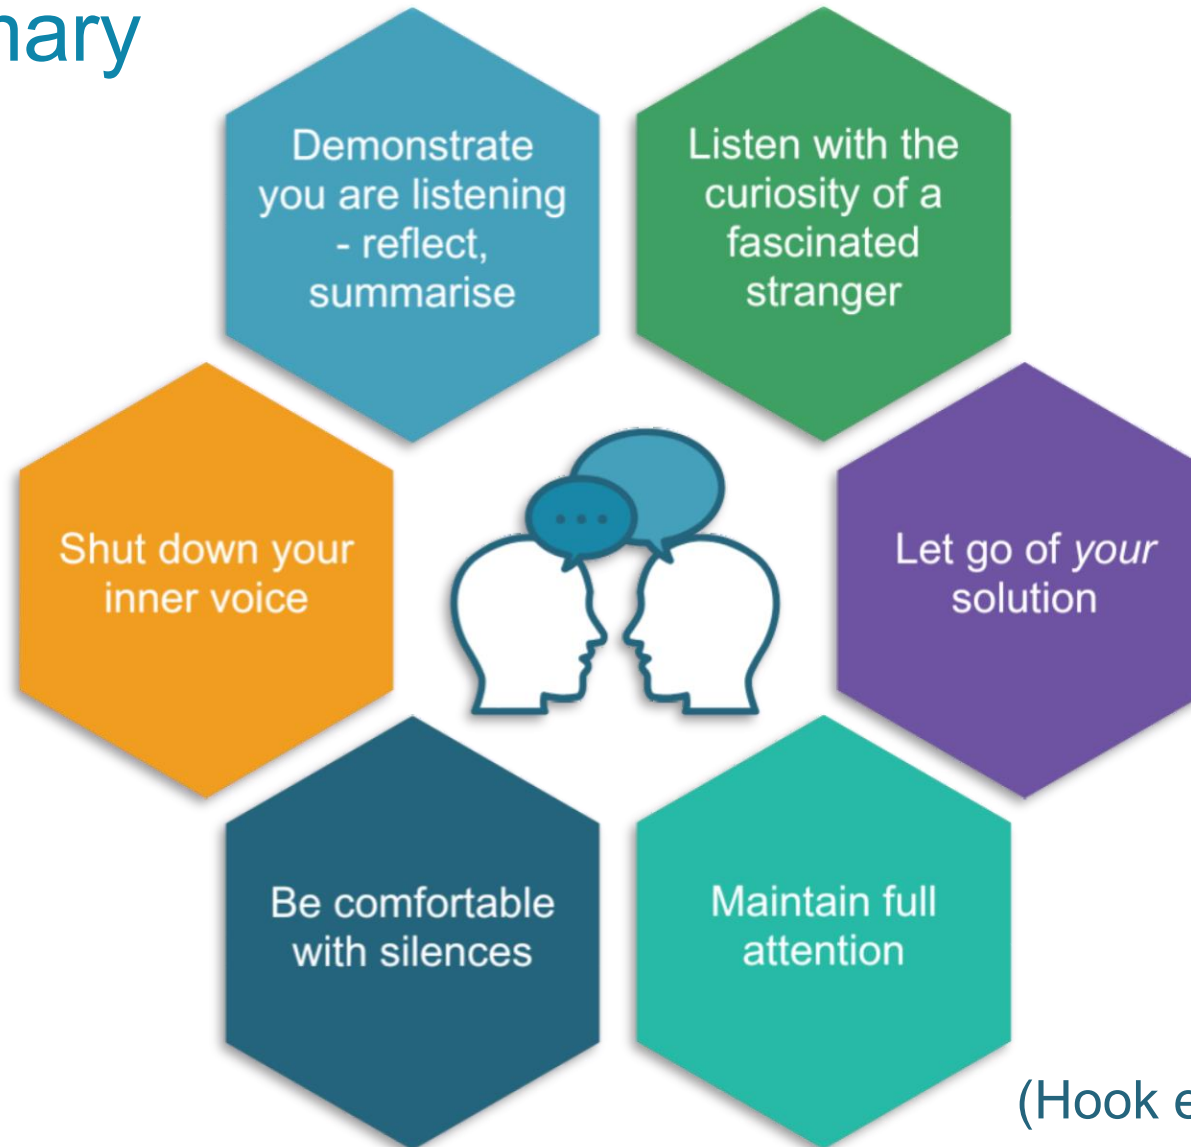 nary
Demonstrate
you are listening
- reflect,
summarise
Listen with the
curiosity of a
fascinated
stranger
Shut down your
inner voice
Let go of your
solution
Be comfortable
with silences
Maintain full
attention
(Hook e